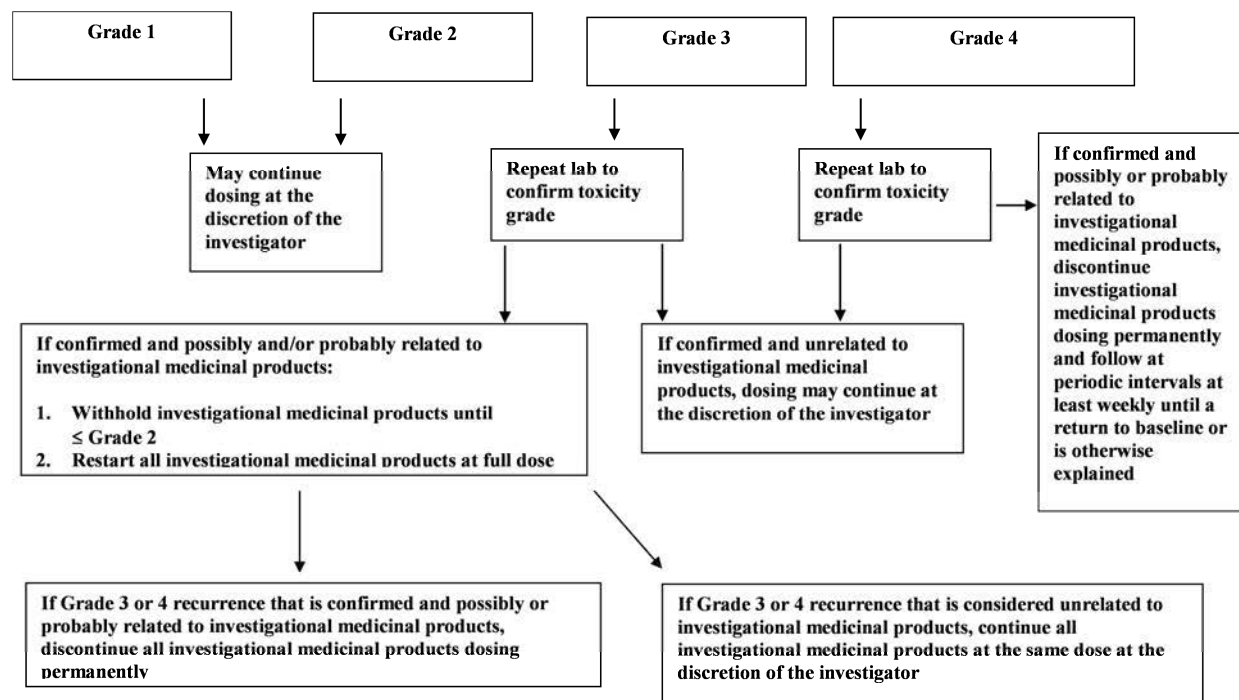 Grade 1
Grade 2
Grade 3
Grade 4
May continue
dosing at the
discretion of the
investigator
Repeat lab to
confirm toxicity
grade
Repeat lab to
confirm toxicity
grade
If confirmed and
possibly or probably
related to
investigational
medicinal products,
discontinue
investigational
medicinal products
dosing permanently
and follow at
periodic intervals at
least weekly until a
return to baseline or
is otherwise
explained
If confirmed and possibly and/or probably related to
investigational medicinal products:
1. Withhold investigational medicinal products until
≤ Grade 2
2. Restart all investigational medicinal products at full dose
If confirmed and unrelated to
investigational medicinal
products, dosing may continue at
the discretion of the investigator
If Grade 3 or 4 recurrence that is confirmed and possibly or
probably related to investigational medicinal products,
discontinue all investigational medicinal products dosing
permanently
If Grade 3 or 4 recurrence that is considered unrelated to
investigational medicinal products, continue all
investigational medicinal products at the same dose at the
discretion of the investigator